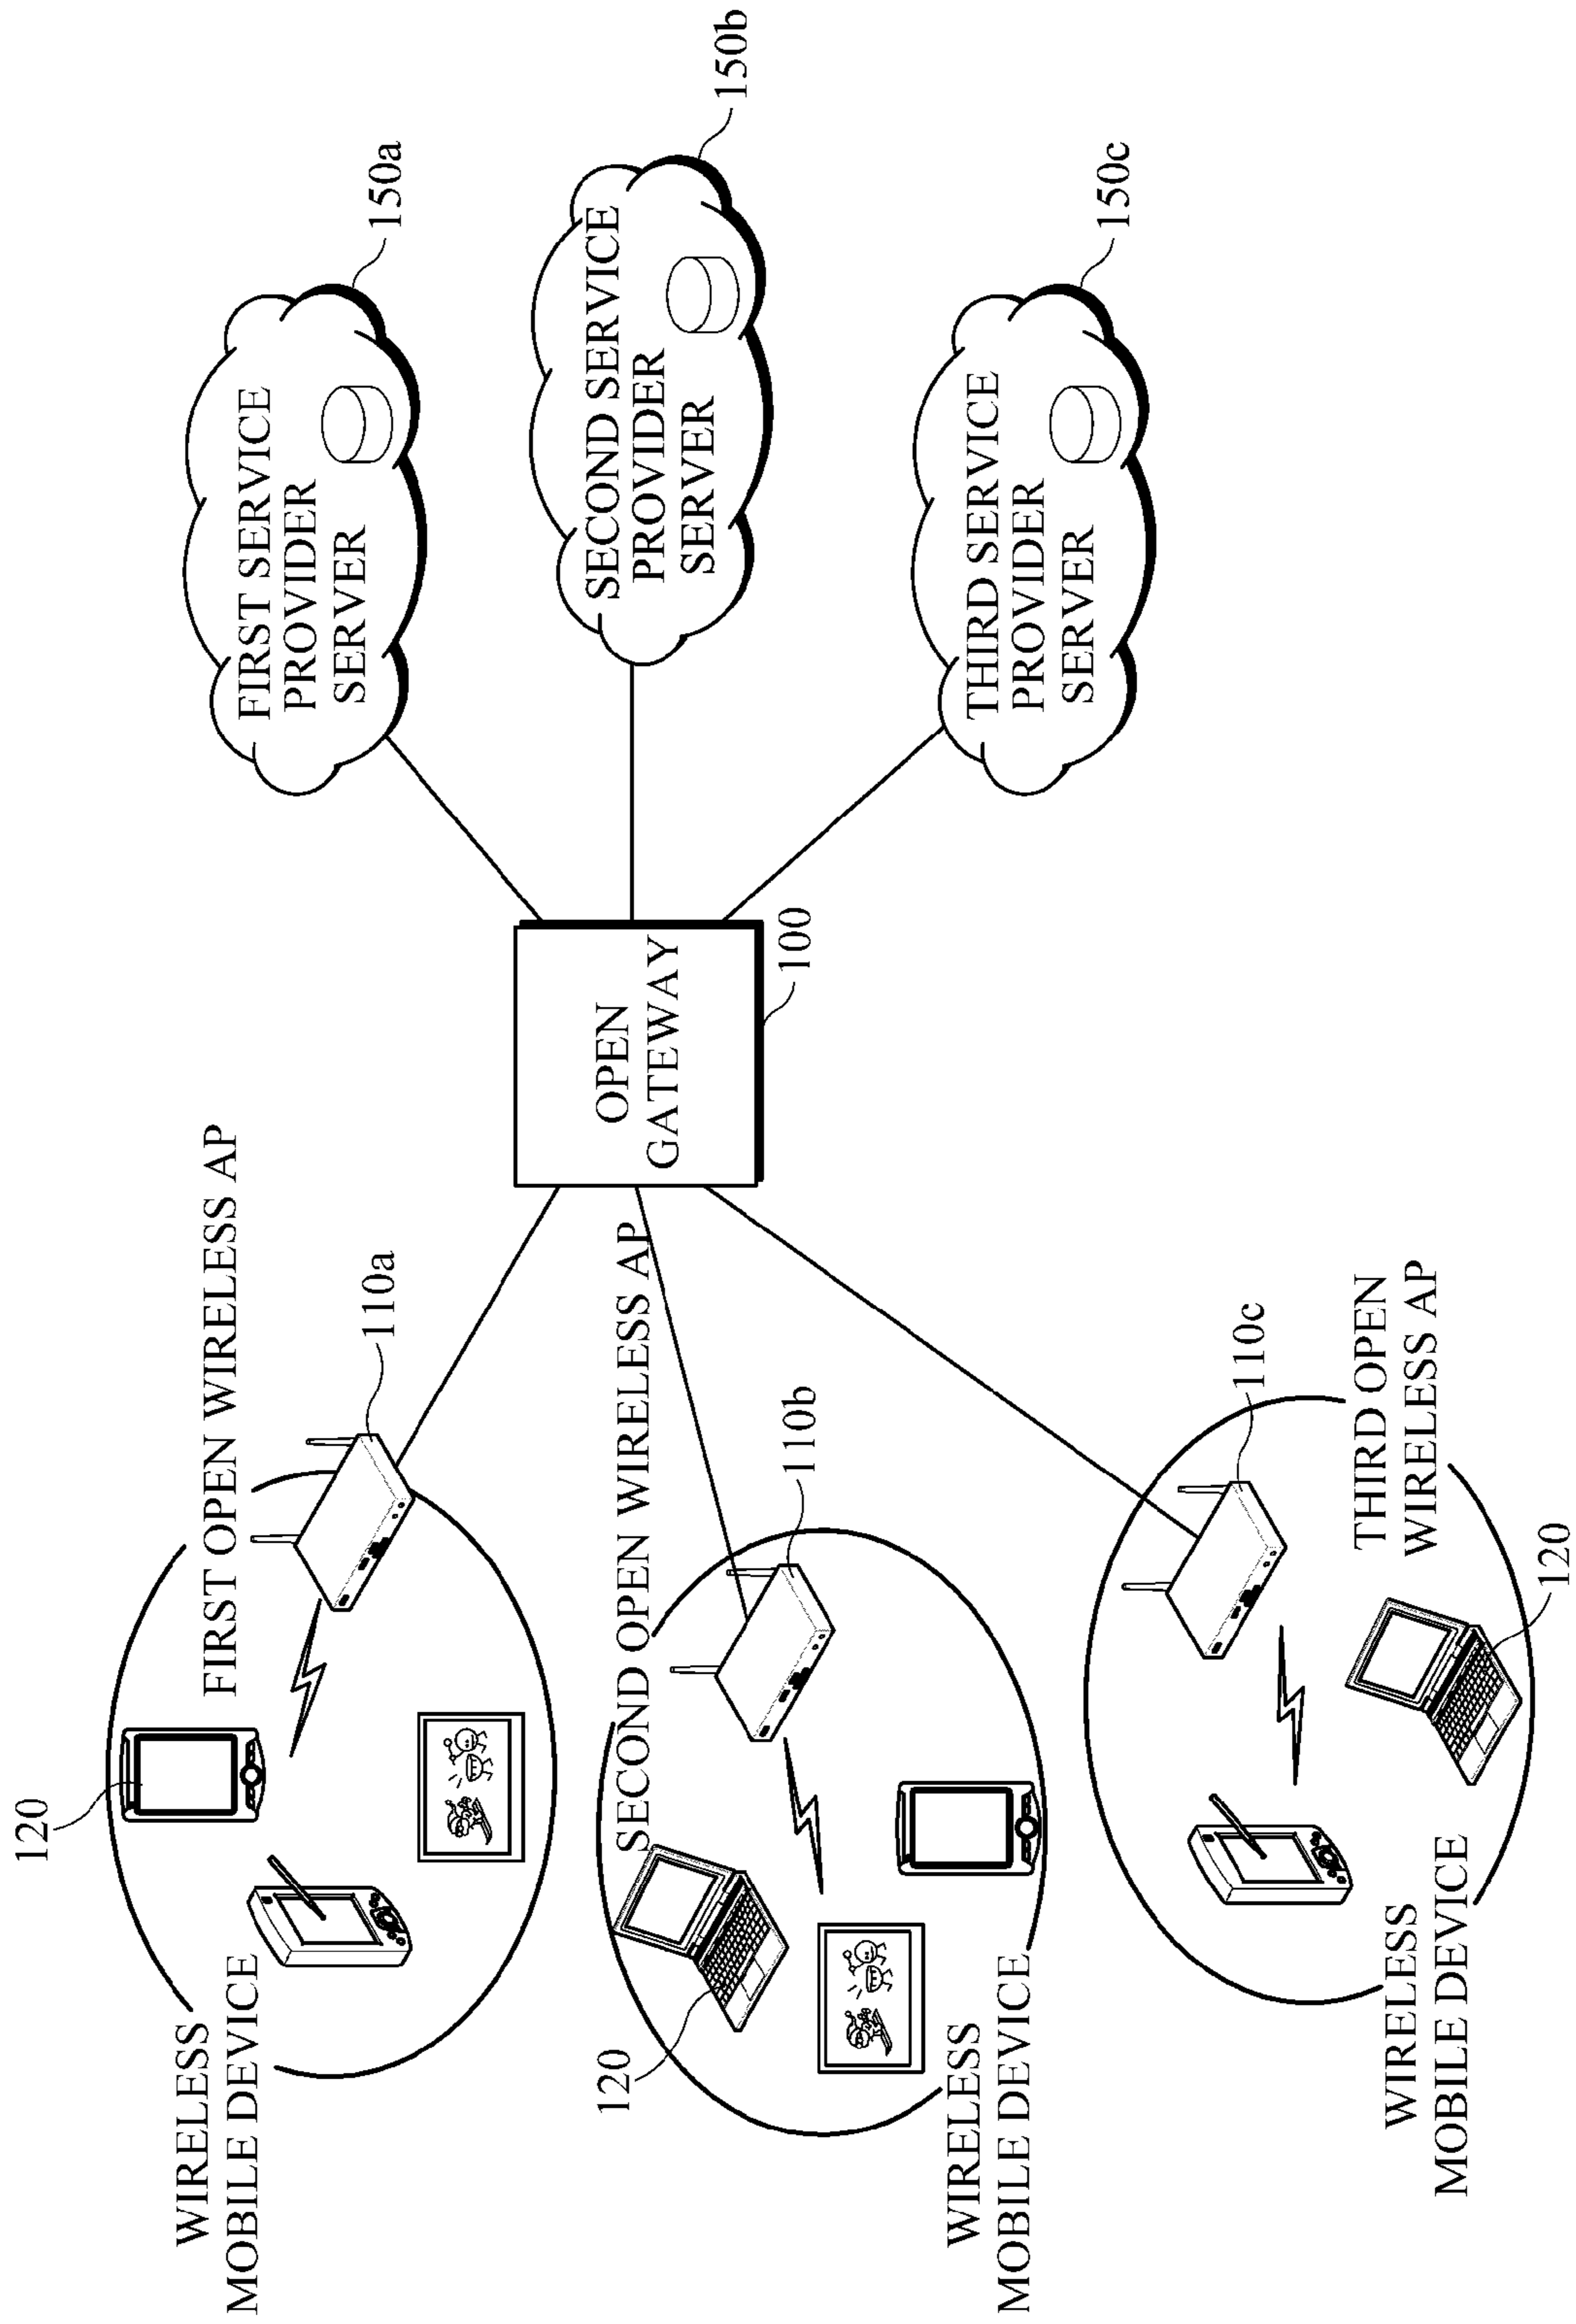 120
WIRELESS
MOBILE DEVICE
FIRST OPEN WIRELESS AP
110a
120
WIRELESS
MOBILE DEVICE
SECOND OPEN WIRELESS AP
110b
WIRELESS
MOBILE DEVICE
120
THIRD OPEN
WIRELESS AP
110c
OPEN
GATEWAY
100
FIRST SERVICE
PROVIDER
SERVER
150a
SECOND SERVICE
PROVIDER
SERVER
150b
THIRD SERVICE
PROVIDER
SERVER
150c